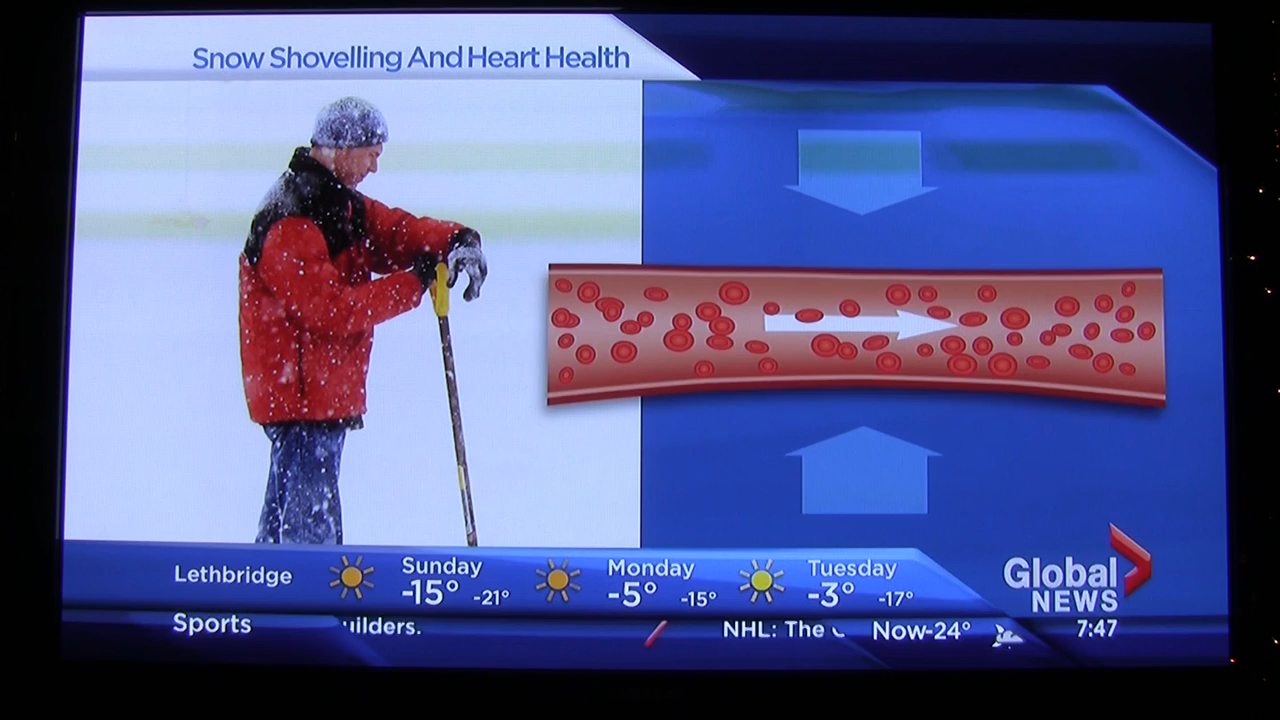 Snow Shovelling And Heart Health
Lethbridge
Sunday
-15° -21°
Monday
-5° -15°
Tuesday
-3° -17°
Global
NEWS
Sports
uilders.
NHL: The
Now-24°
7:47